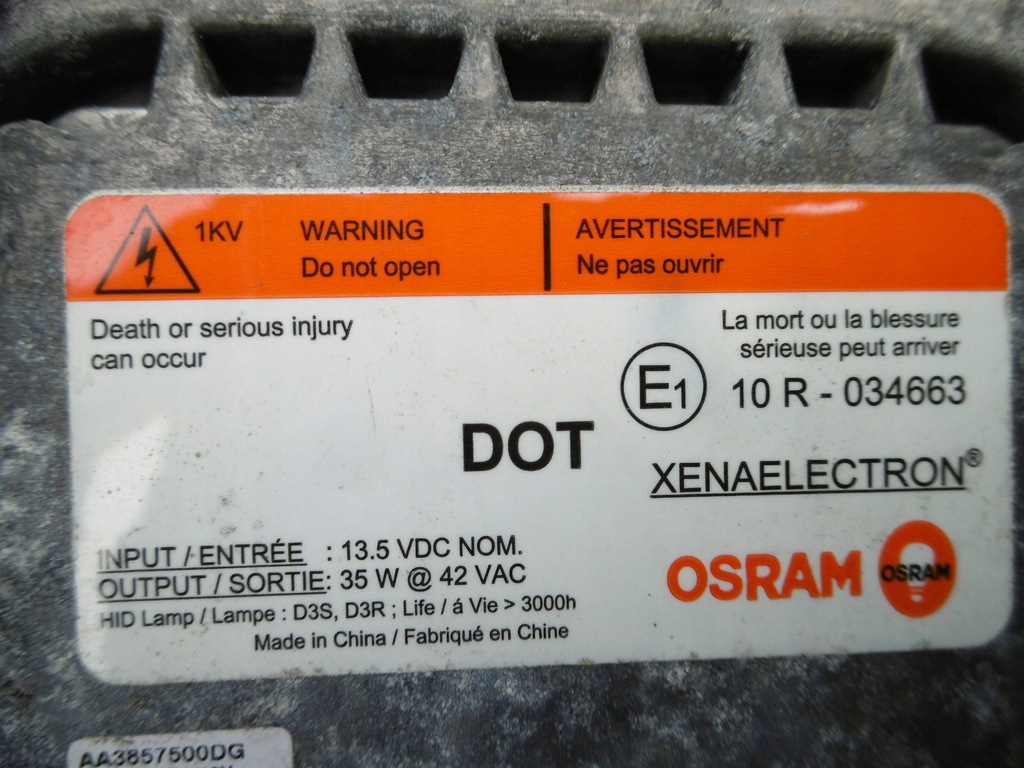 1KV
WARNING
Do not open
AVERTISSEMENT
Ne pas ouvrir
Death or serious injury
can occur
La mort ou la blessure
sérieuse peut arriver
E1 10 R - 034663
DOT
XENAELECTRON®
INPUT / ENTRÉE : 13.5 VDC NOM.
OUTPUT / SORTIE: 35 W @ 42 VAC
HID Lamp / Lampe : D3S, D3R ; Life / á Vie > 3000h
Made in China / Fabriqué en Chine
OSRAM
OSRAM
AA3857500DG